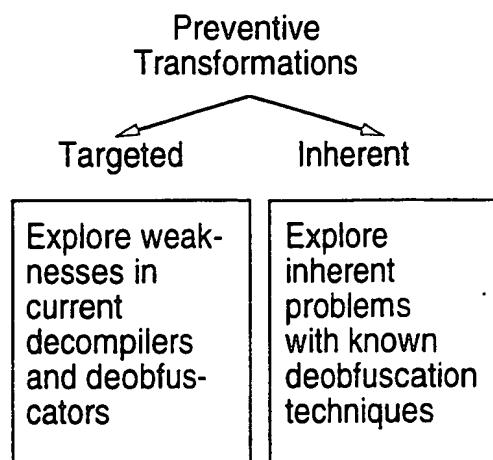 Preventive
Transformations
Targeted
Inherent
Explore weak-
nesses in
current
decompilers
and deobfus-
cators
Explore
inherent
problems
with known
deobfuscation
techniques